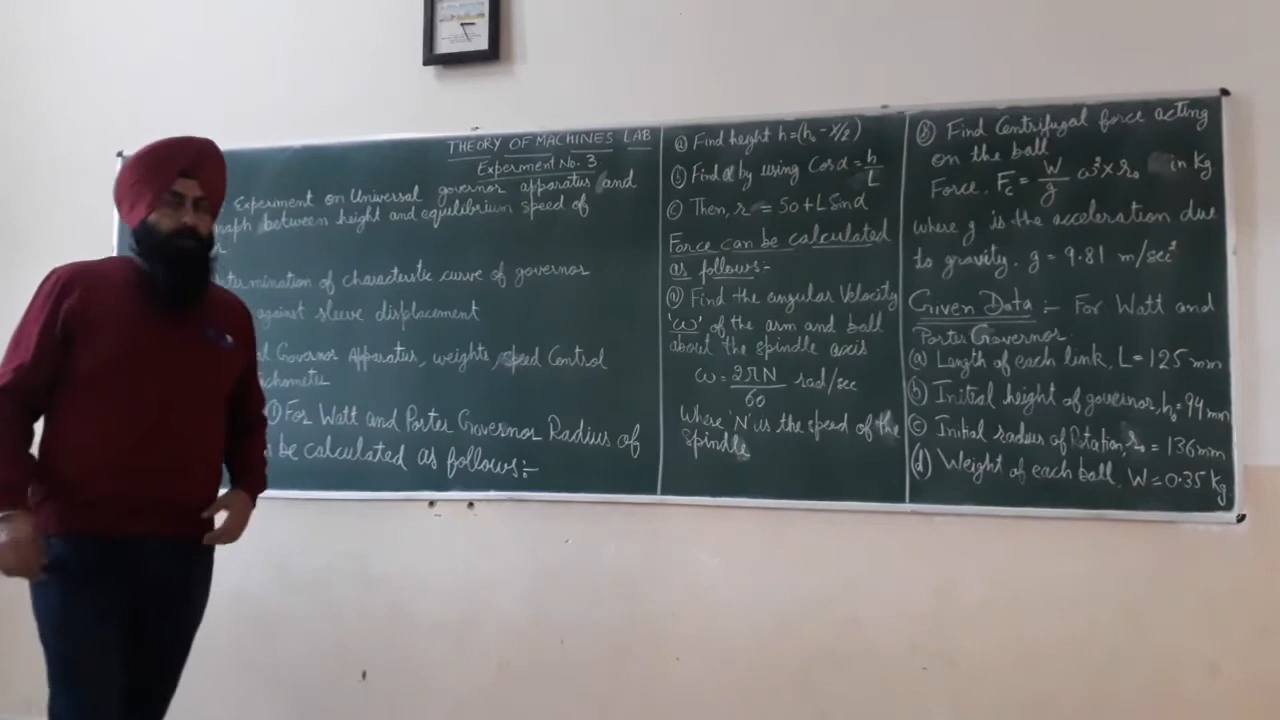 THEORY OF MACHINES LAB
Experiment No. 3
Experiment on Universal governor apparatus and
graph between height and equilibrium speed of
termination of characterstic curve of governor
against sleeve displacement
l Governor Apparatus, weights, speed Control
chometer
① For Watt and Porter Governor Radius of
be calculated as follows:-
ⓐ Find height h=(h₀ - x/2)
ⓑ Find α by using Cos α = h/L
ⓒ Then, r = 50 + L Sin α
Force can be calculated
as follows:-
ⓐ Find the angular Velocity
'ω' of the arm and ball
about the spindle axis
ω = 2πN/60 rad/sec
Where 'N' is the speed of the
spindle
ⓑ Find Centrifugal force acting
on the ball
Force, Fc = W/g ω² × r₀ in Kg
where g is the acceleration due
to gravity. g = 9.81 m/sec²
Given Data :- For Watt and
Porter Governor
(a) Length of each link, L = 125 mm
(b) Initial height of governor, h₀ = 94 mm
(c) Initial radius of Rotation, r₀ = 136 mm
(d) Weight of each ball, W = 0.35 Kg